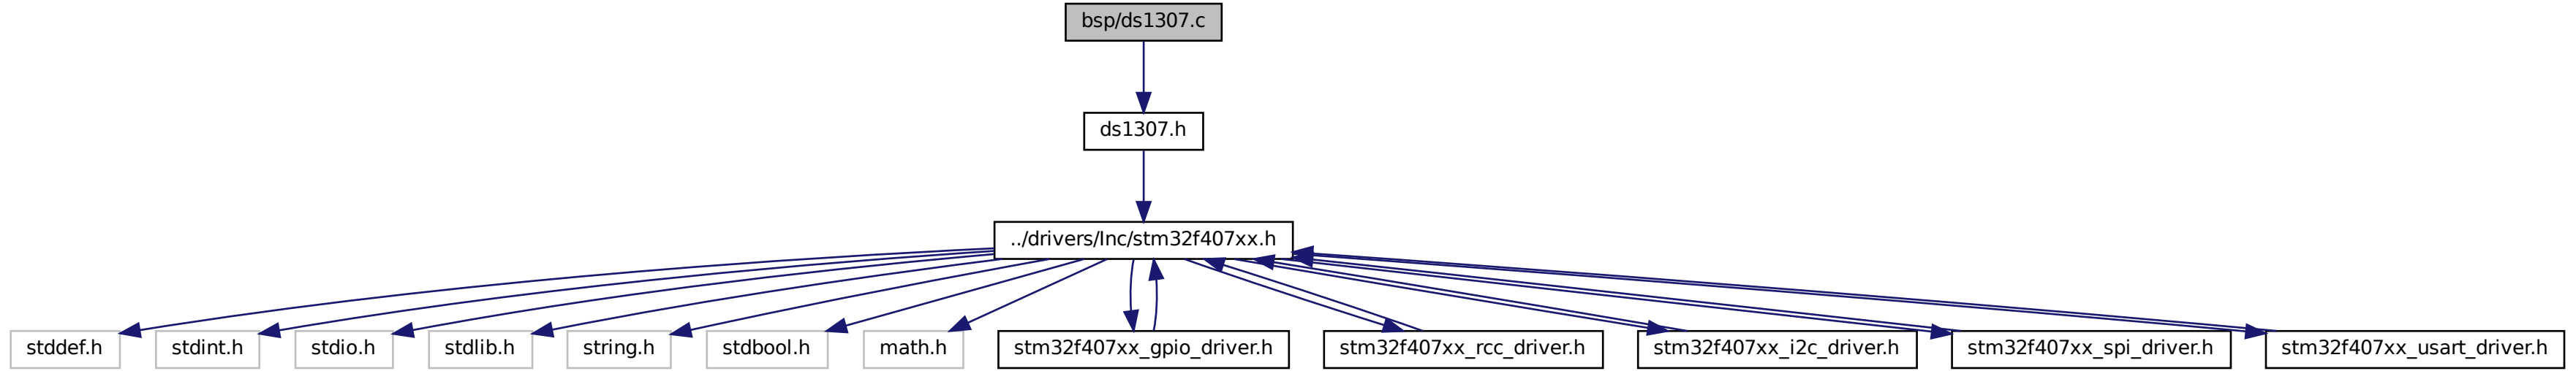 bsp/ds1307.c
ds1307.h
../drivers/Inc/stm32f407xx.h
stddef.h
stdint.h
stdio.h
stdlib.h
string.h
stdbool.h
math.h
stm32f407xx_gpio_driver.h
stm32f407xx_rcc_driver.h
stm32f407xx_i2c_driver.h
stm32f407xx_spi_driver.h
stm32f407xx_usart_driver.h